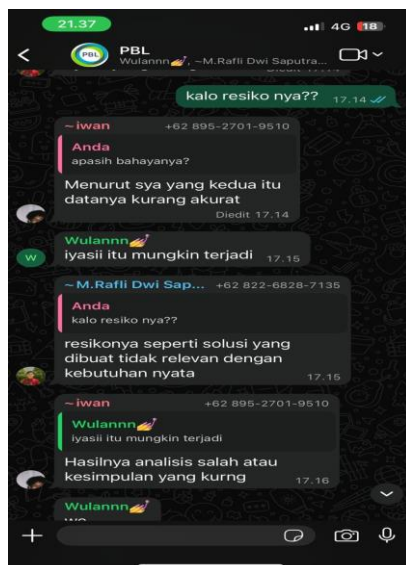 21.37
4G 18
PBL
PBL
Wulannn💅, ~M.Rafli Dwi Saputra...
Diedit 17.14
kalo resiko nya?? 17.14
~iwan +62 895-2701-9510
Anda
apasih bahayanya?
Menurut sya yang kedua itu
datanya kurang akurat
Diedit 17.14
Wulannn💅
W
iyasii itu mungkin terjadi 17.15
~M.Rafli Dwi Sap... +62 822-6828-7135
Anda
kalo resiko nya??
resikonya seperti solusi yang
dibuat tidak relevan dengan
kebutuhan nyata
17.15
~iwan +62 895-2701-9510
Wulannn💅
iyasii itu mungkin terjadi
Hasilnya analisis salah atau
kesimpulan yang kurng 17.16
Wulannn💅